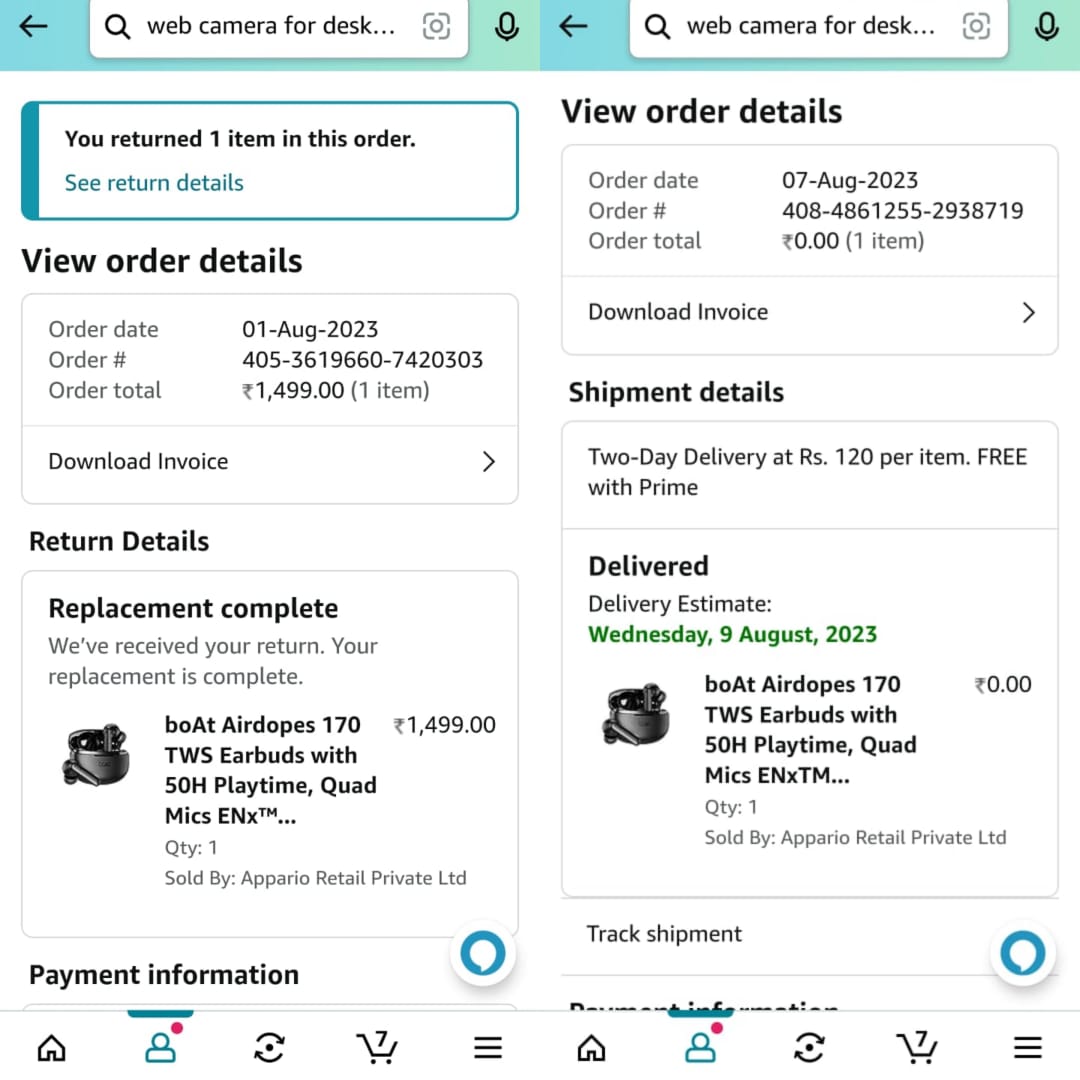 web camera for desk...
You returned 1 item in this order.
See return details
View order details
Order date 01-Aug-2023
Order # 405-3619660-7420303
Order total ₹1,499.00 (1 item)
Download Invoice
Return Details
Replacement complete
We've received your return. Your
replacement is complete.
boAt Airdopes 170 ₹1,499.00
TWS Earbuds with
50H Playtime, Quad
Mics ENx™...
Qty: 1
Sold By: Appario Retail Private Ltd
Payment information
7
web camera for desk...
View order details
Order date 07-Aug-2023
Order # 408-4861255-2938719
Order total ₹0.00 (1 item)
Download Invoice
Shipment details
Two-Day Delivery at Rs. 120 per item. FREE
with Prime
Delivered
Delivery Estimate:
Wednesday, 9 August, 2023
boAt Airdopes 170 ₹0.00
TWS Earbuds with
50H Playtime, Quad
Mics ENxTM...
Qty: 1
Sold By: Appario Retail Private Ltd
Track shipment
Payment information
7